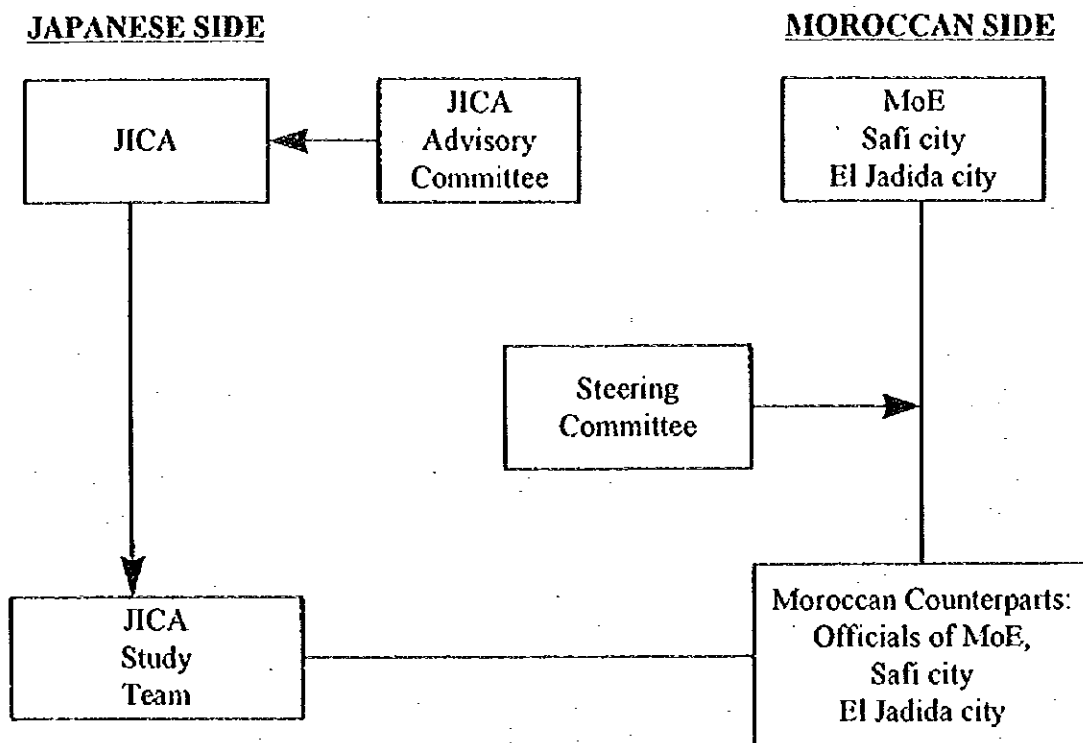 JAPANESE SIDE
MOROCCAN SIDE
JICA
JICA
Advisory
Committee
MoE
Safi city
El Jadida city
Steering
Committee
JICA
Study
Team
Moroccan Counterparts:
Officials of MoE,
Safi city
El Jadida city